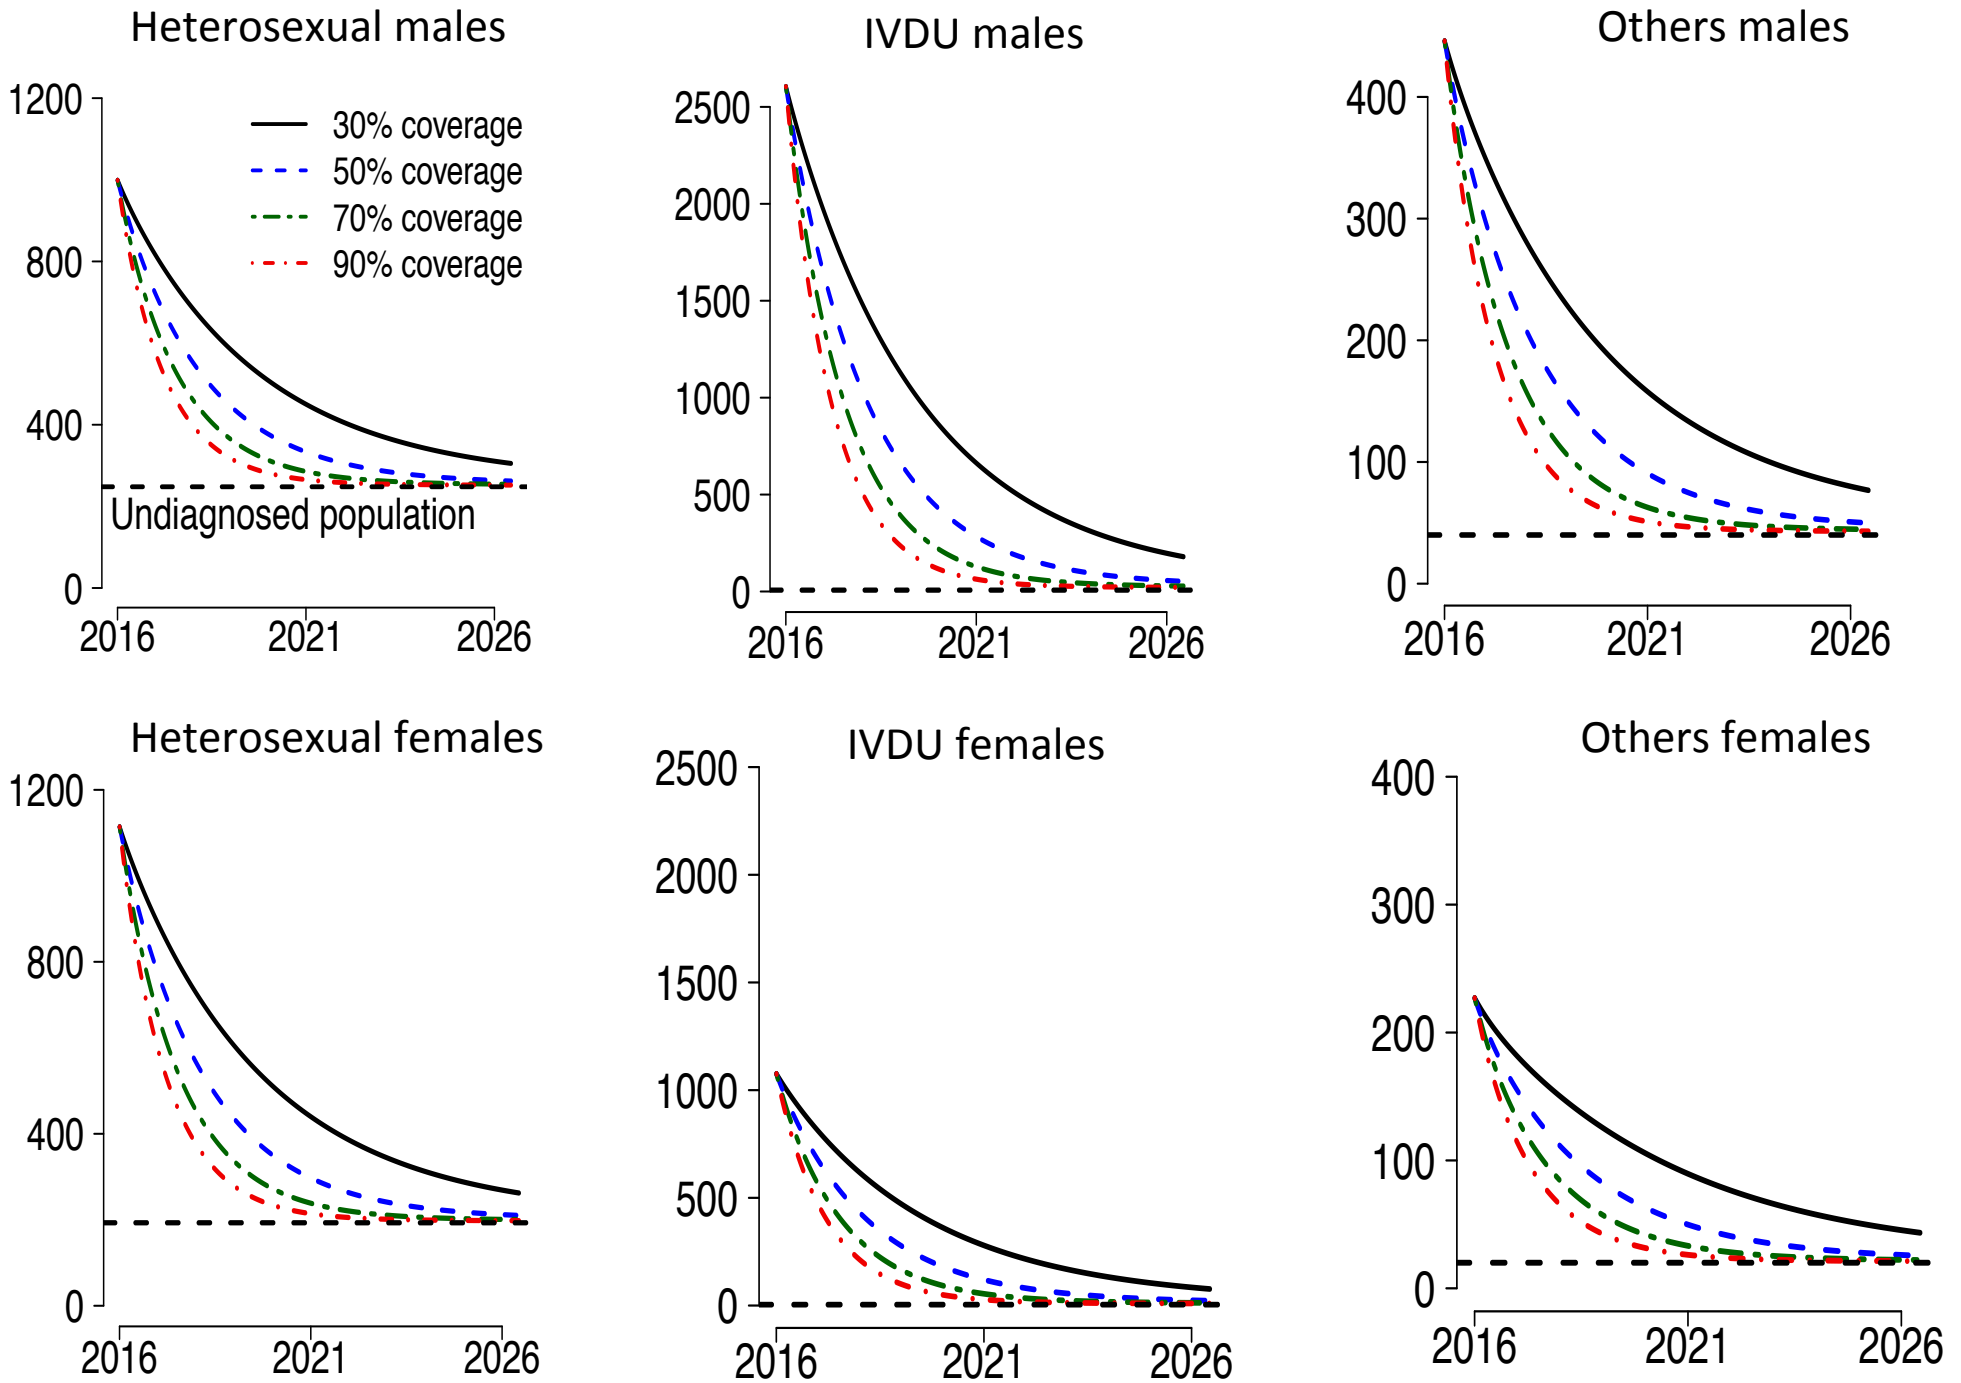 Heterosexual males
1200
800
400
0
30% coverage
50% coverage
70% coverage
90% coverage
Undiagnosed population
2016 2021 2026
IVDU males
2500
2000
1500
1000
500
0
2016 2021 2026
Others males
400
300
200
100
0
2016 2021 2026
Heterosexual females
1200
800
400
0
2016 2021 2026
IVDU females
2500
2000
1500
1000
500
0
2016 2021 2026
Others females
400
300
200
100
0
2016 2021 2026